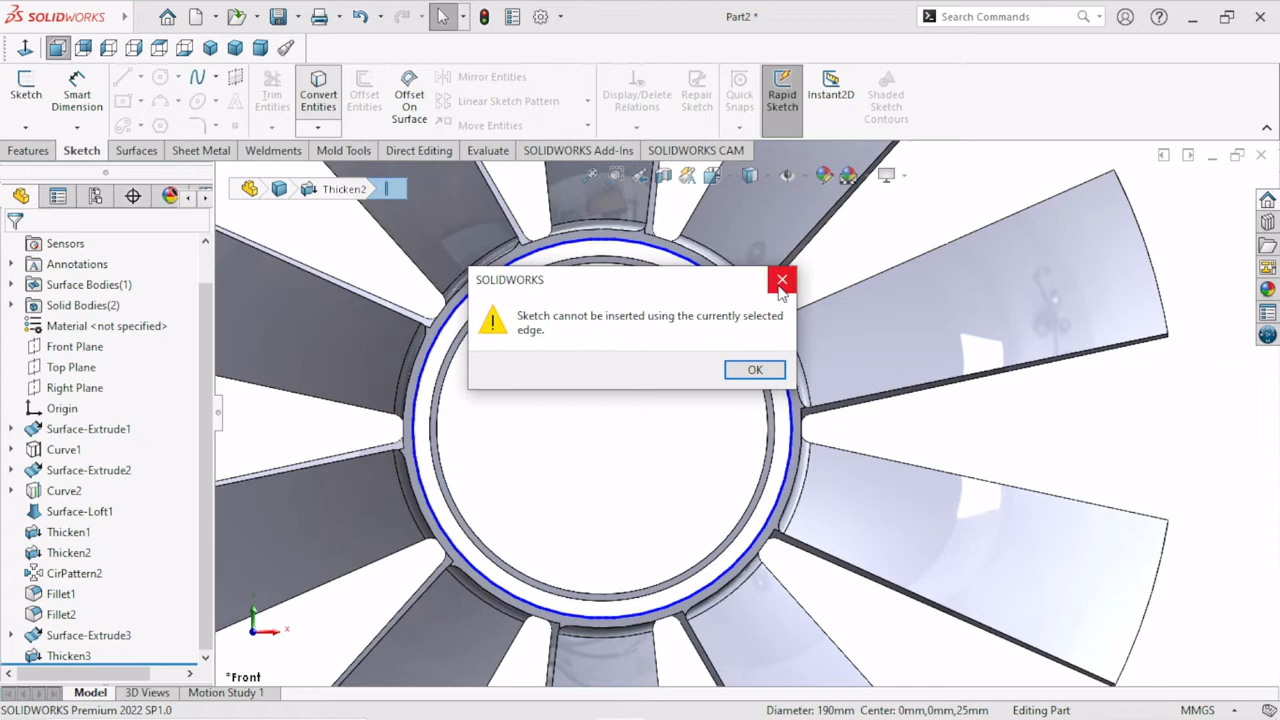 SOLIDWORKS
Part2 *
Search Commands
Sketch
Smart Dimension
Trim Entities
Convert Entities
Offset Entities
Offset On Surface
Mirror Entities
Linear Sketch Pattern
Move Entities
Display/Delete Relations
Repair Sketch
Quick Snaps
Rapid Sketch
Instant2D
Shaded Sketch Contours
Features
Sketch
Surfaces
Sheet Metal
Weldments
Mold Tools
Direct Editing
Evaluate
SOLIDWORKS Add-Ins
SOLIDWORKS CAM
Thicken2
Sensors
Annotations
Surface Bodies(1)
Solid Bodies(2)
Material <not specified>
Front Plane
Top Plane
Right Plane
Origin
Surface-Extrude1
Curve1
Surface-Extrude2
Curve2
Surface-Loft1
Thicken1
Thicken2
CirPattern2
Fillet1
Fillet2
Surface-Extrude3
Thicken3
SOLIDWORKS
Sketch cannot be inserted using the currently selected
edge.
OK
x
*Front
Model
3D Views
Motion Study 1
SOLIDWORKS Premium 2022 SP1.0
Diameter: 190mm Center: 0mm,0mm,25mm
Editing Part
MMGS